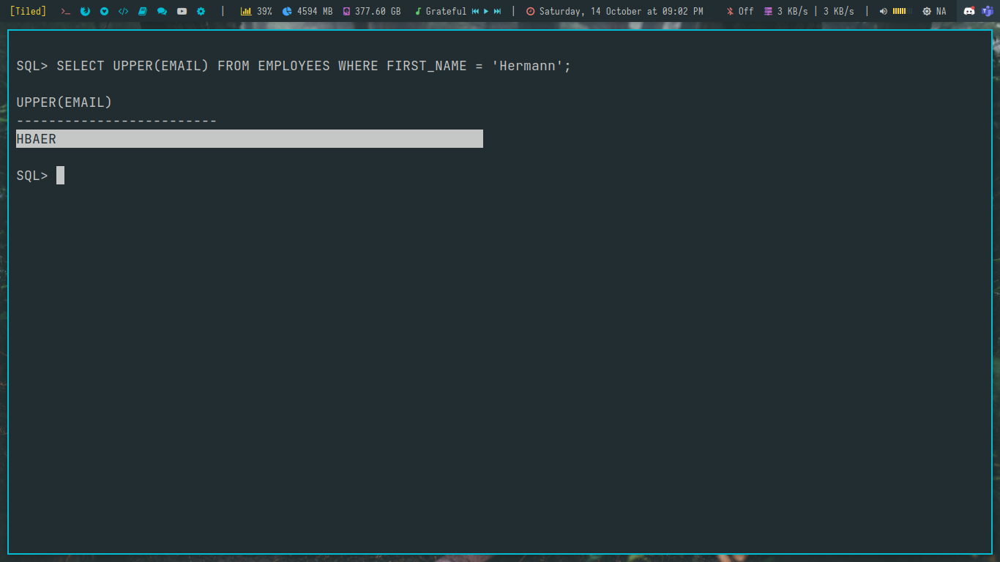 [Tiled] >_ </> | 39% 4594 MB 377.60 GB Grateful | Saturday, 14 October at 09:02 PM Off 3 KB/s | 3 KB/s | NA
SQL> SELECT UPPER(EMAIL) FROM EMPLOYEES WHERE FIRST_NAME = 'Hermann';
UPPER(EMAIL)
-------------------------
HBAER
SQL>